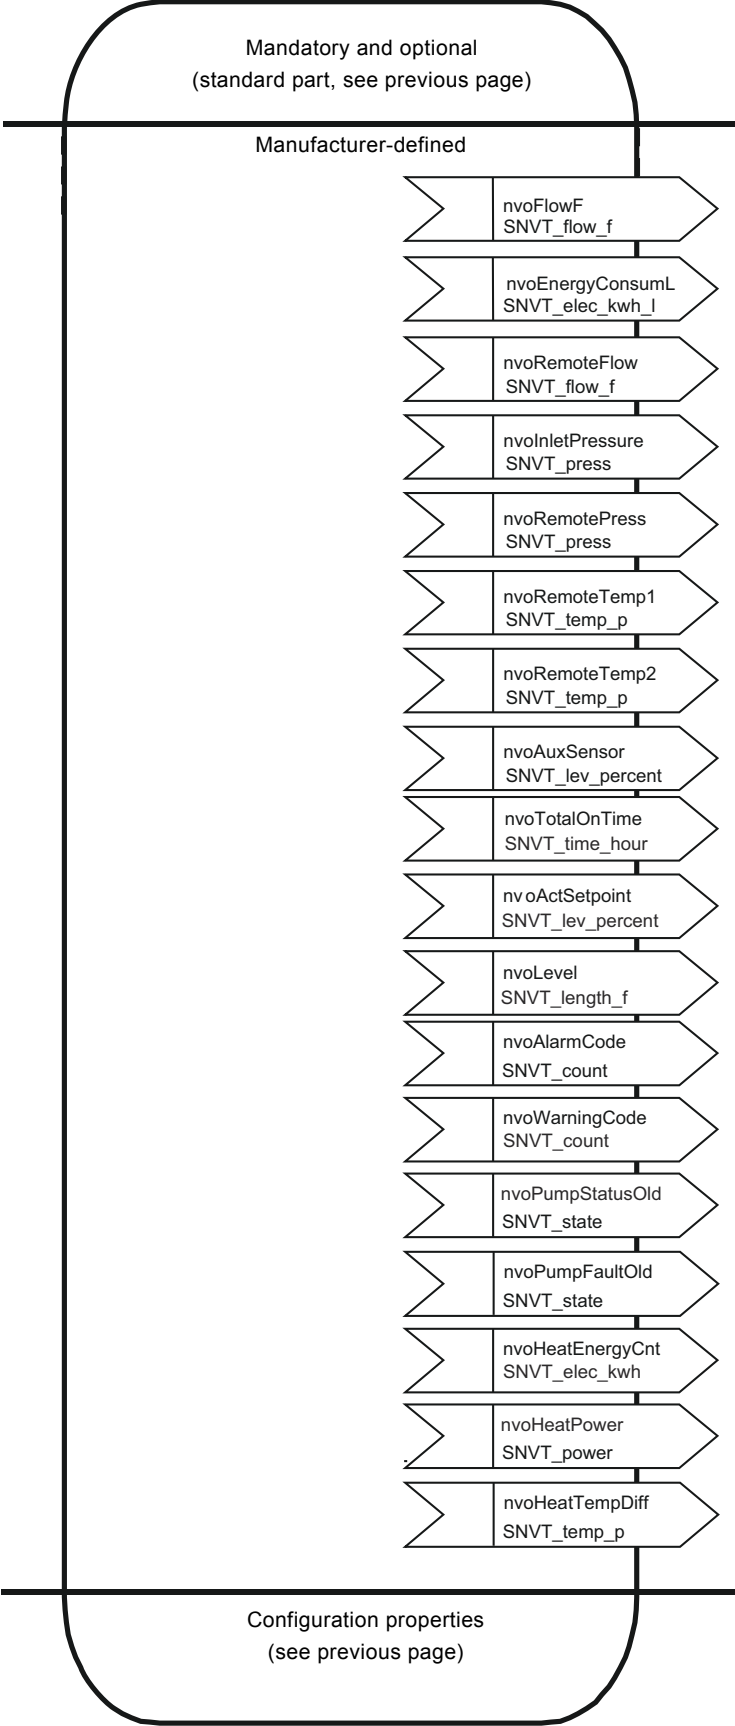 Mandatory and optional
(standard part, see previous page)
Manufacturer-defined
nvoFlowF
SNVT_flow_f
nvoEnergyConsumL
SNVT_elec_kwh_l
nvoRemoteFlow
SNVT_flow_f
nvoInletPressure
SNVT_press
nvoRemotePress
SNVT_press
nvoRemoteTemp1
SNVT_temp_p
nvoRemoteTemp2
SNVT_temp_p
nvoAuxSensor
SNVT_lev_percent
nvoTotalOnTime
SNVT_time_hour
nvoActSetpoint
SNVT_lev_percent
nvoLevel
SNVT_length_f
nvoAlarmCode
SNVT_count
nvoWarningCode
SNVT_count
nvoPumpStatusOld
SNVT_state
nvoPumpFaultOld
SNVT_state
nvoHeatEnergyCnt
SNVT_elec_kwh
nvoHeatPower
SNVT_power
nvoHeatTempDiff
SNVT_temp_p
Configuration properties
(see previous page)